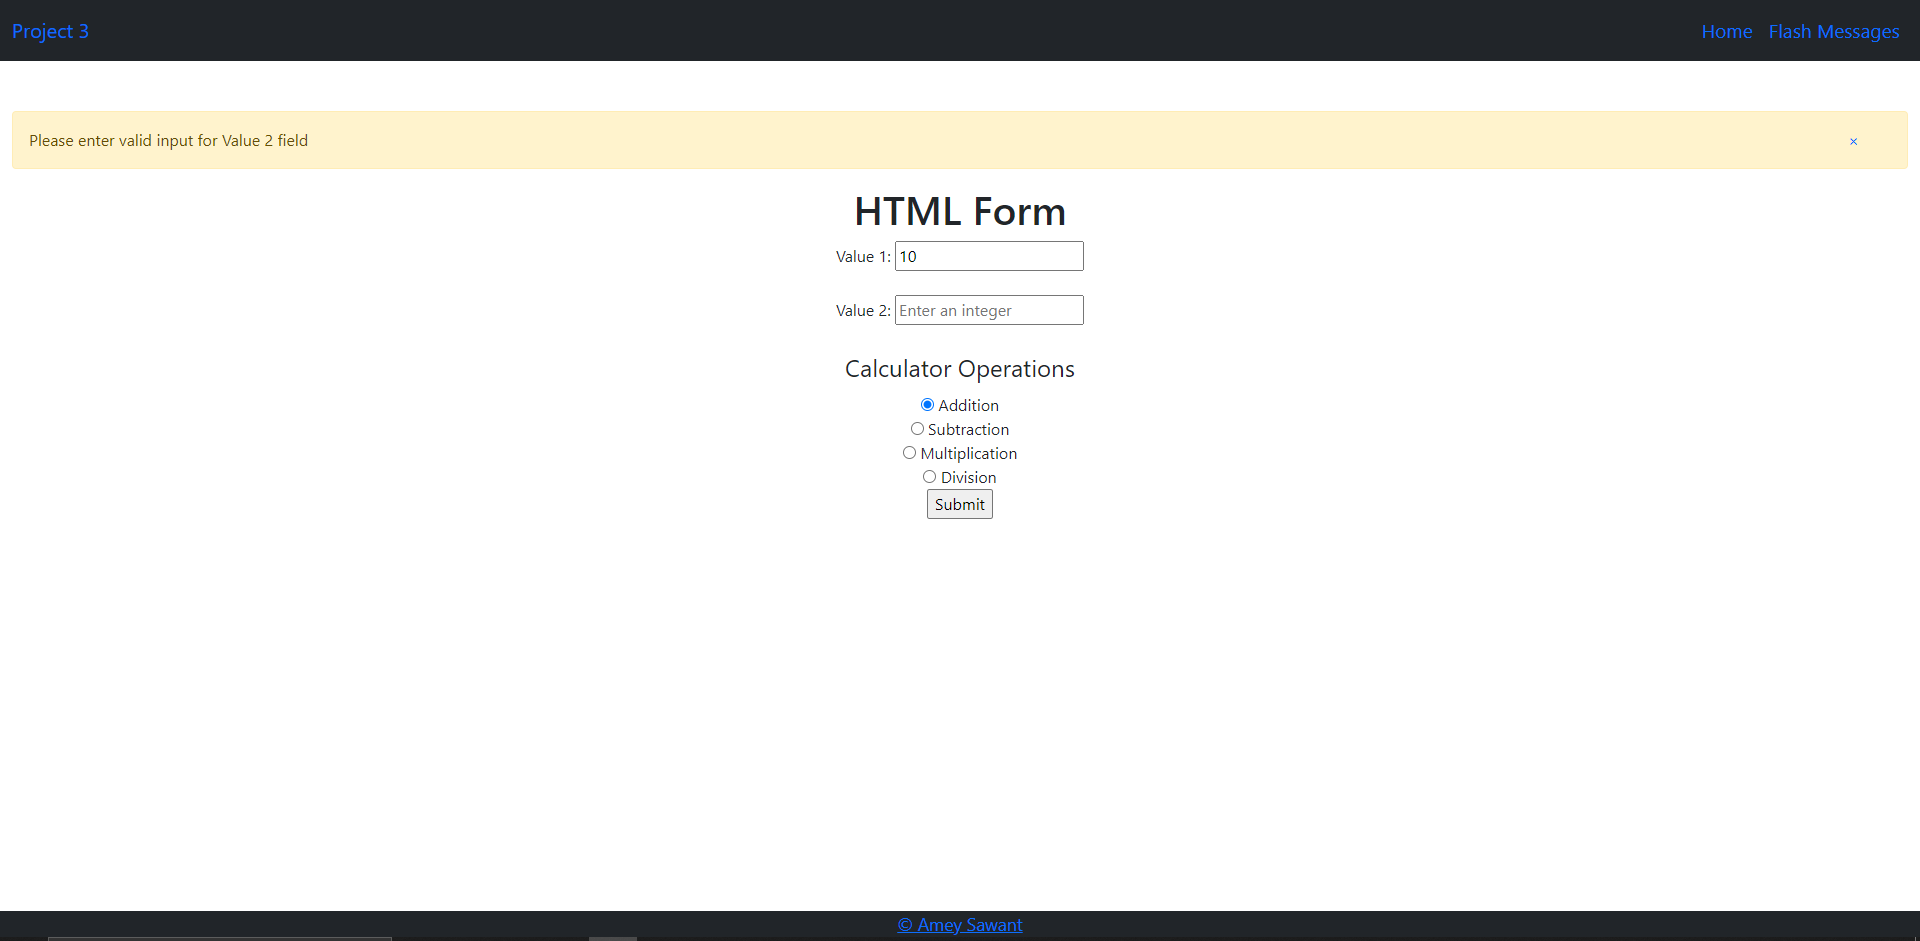 Project 3
Home Flash Messages
Please enter valid input for Value 2 field ×
HTML Form
Value 1: 10
Value 2: Enter an integer
Calculator Operations
Addition
Subtraction
Multiplication
Division
Submit
© Amey Sawant